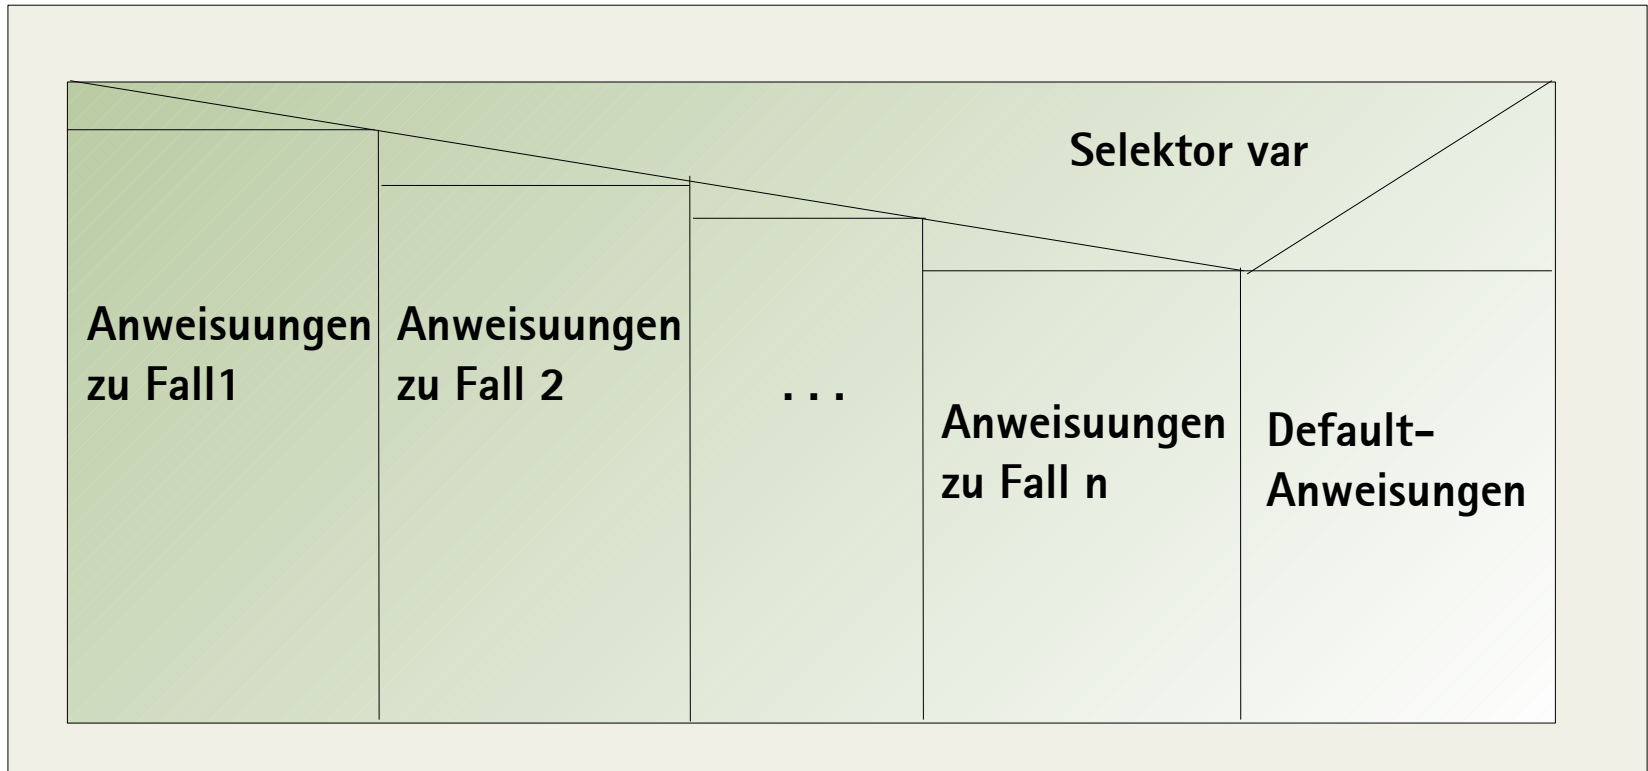 Selektor var
Anweisuungen
zu Fall1
Anweisuungen
zu Fall 2
. . .
Anweisuungen
zu Fall n
Default-
Anweisungen